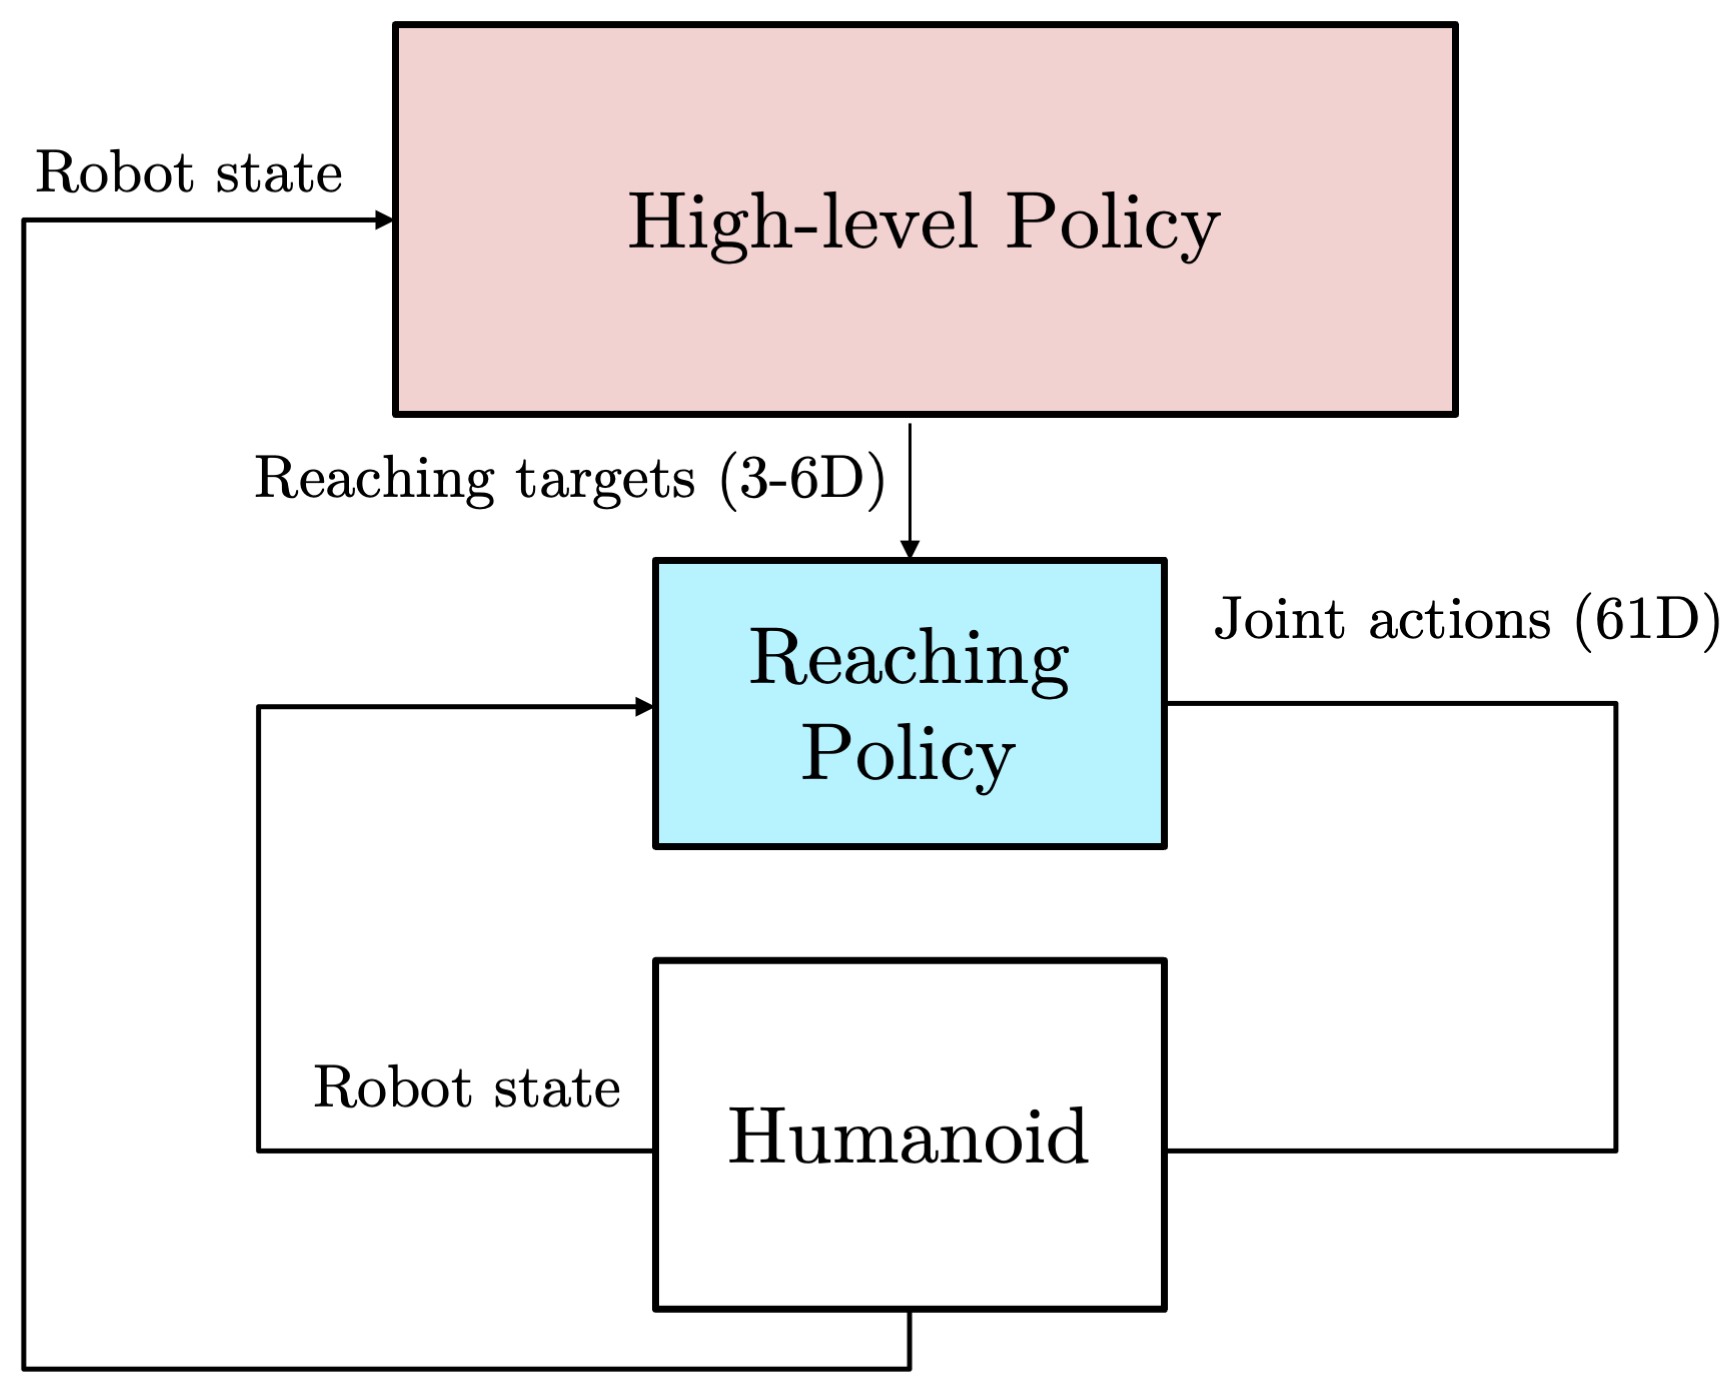 Robot state
High-level Policy
Reaching targets (3-6D)
Reaching
Policy
Joint actions (61D)
Robot state
Humanoid